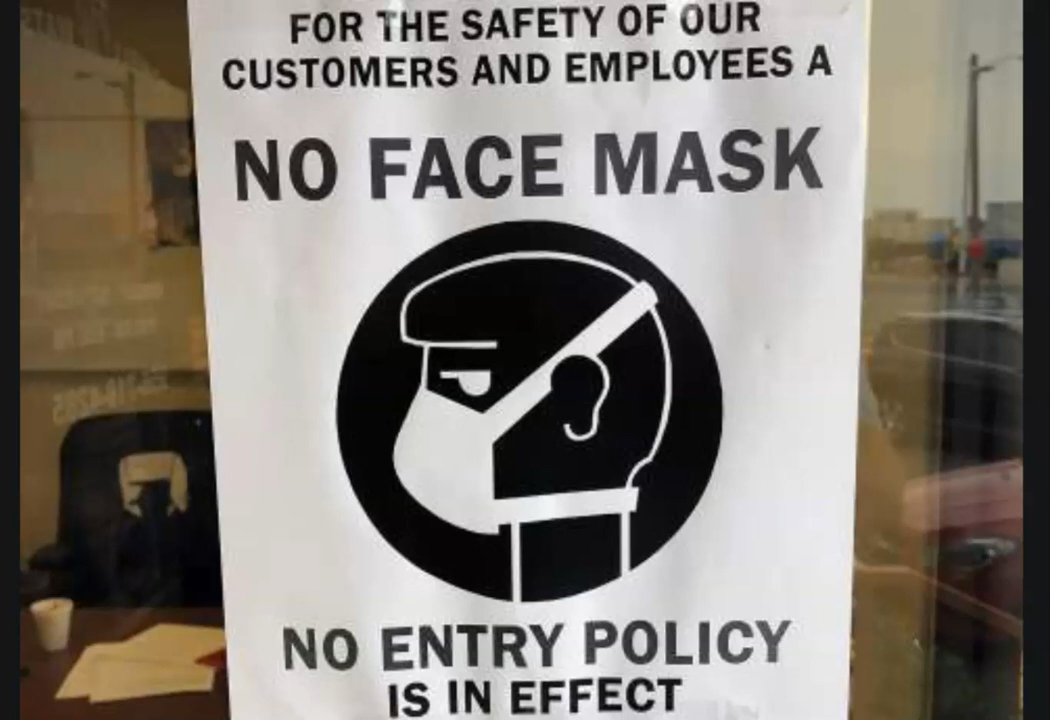 FOR THE SAFETY OF OUR
CUSTOMERS AND EMPLOYEES A
NO FACE MASK
NO ENTRY POLICY
IS IN EFFECT